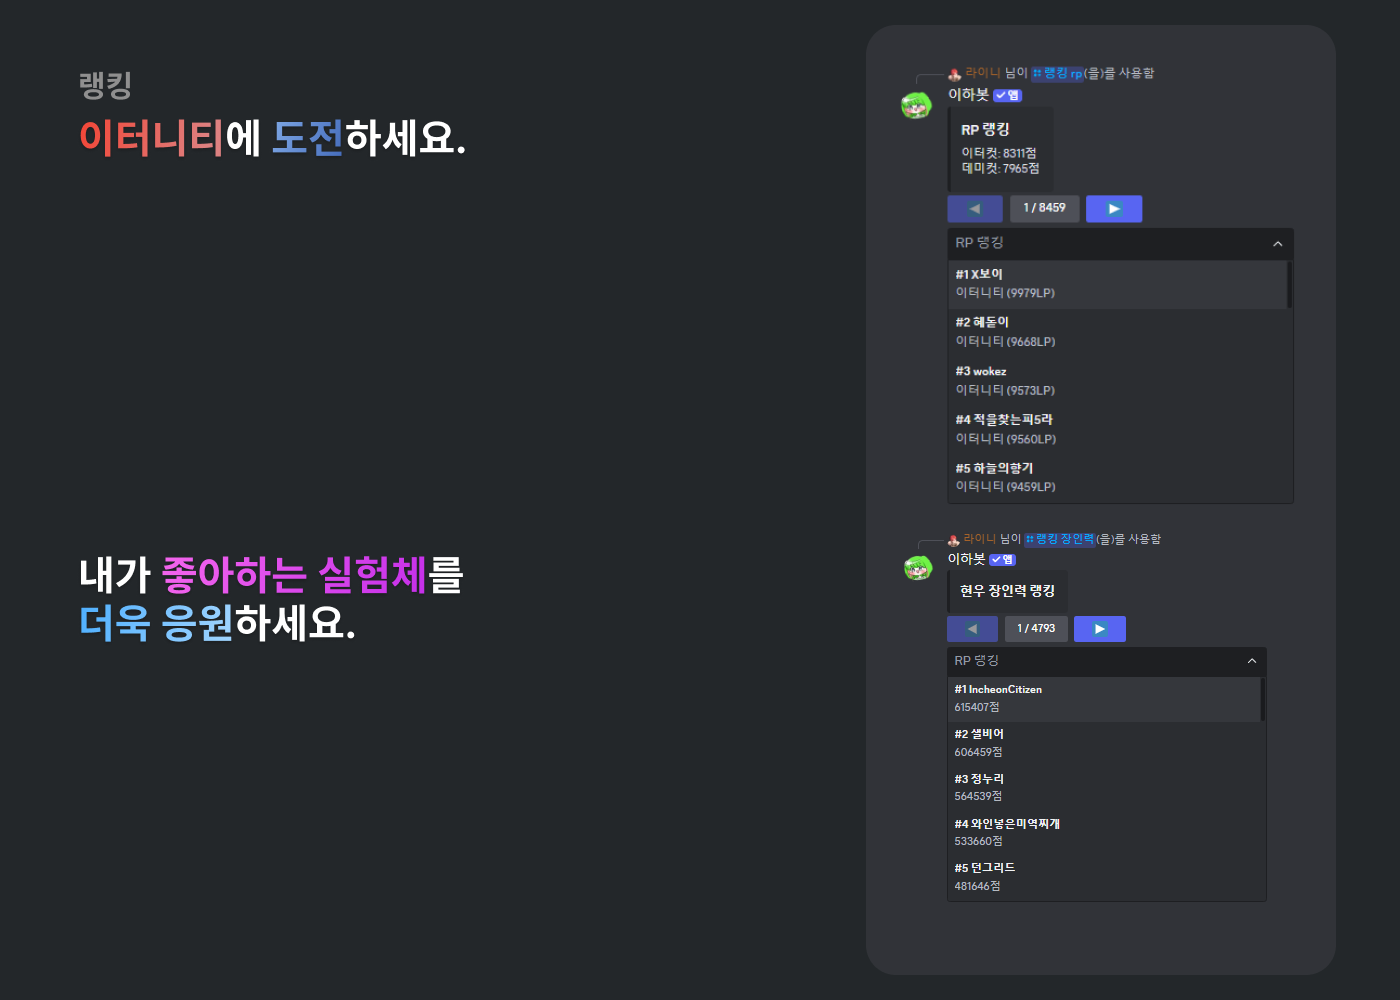 랭킹
이터니티에 도전하세요.
내가 좋아하는 실험체를
더욱 응원하세요.
라이니 님이 랭킹 rp(을)를 사용함
이하봇 앱
RP 랭킹
이터컷: 8311점
데미컷: 7965점
1 / 8459
RP 랭킹
#1 X보이
이터니티 (9979LP)
#2 헤돋이
이터니티 (9668LP)
#3 wokez
이터니티 (9573LP)
#4 적을찾는피5라
이터니티 (9560LP)
#5 하늘의향기
이터니티 (9459LP)
라이니 님이 랭킹 장인력(을)를 사용함
이하봇 앱
현우 장인력 랭킹
1 / 4793
RP 랭킹
#1 IncheonCitizen
615407점
#2 샐비어
606459점
#3 점누리
564539점
#4 와인넣은미역찌개
533660점
#5 던그리드
481646점